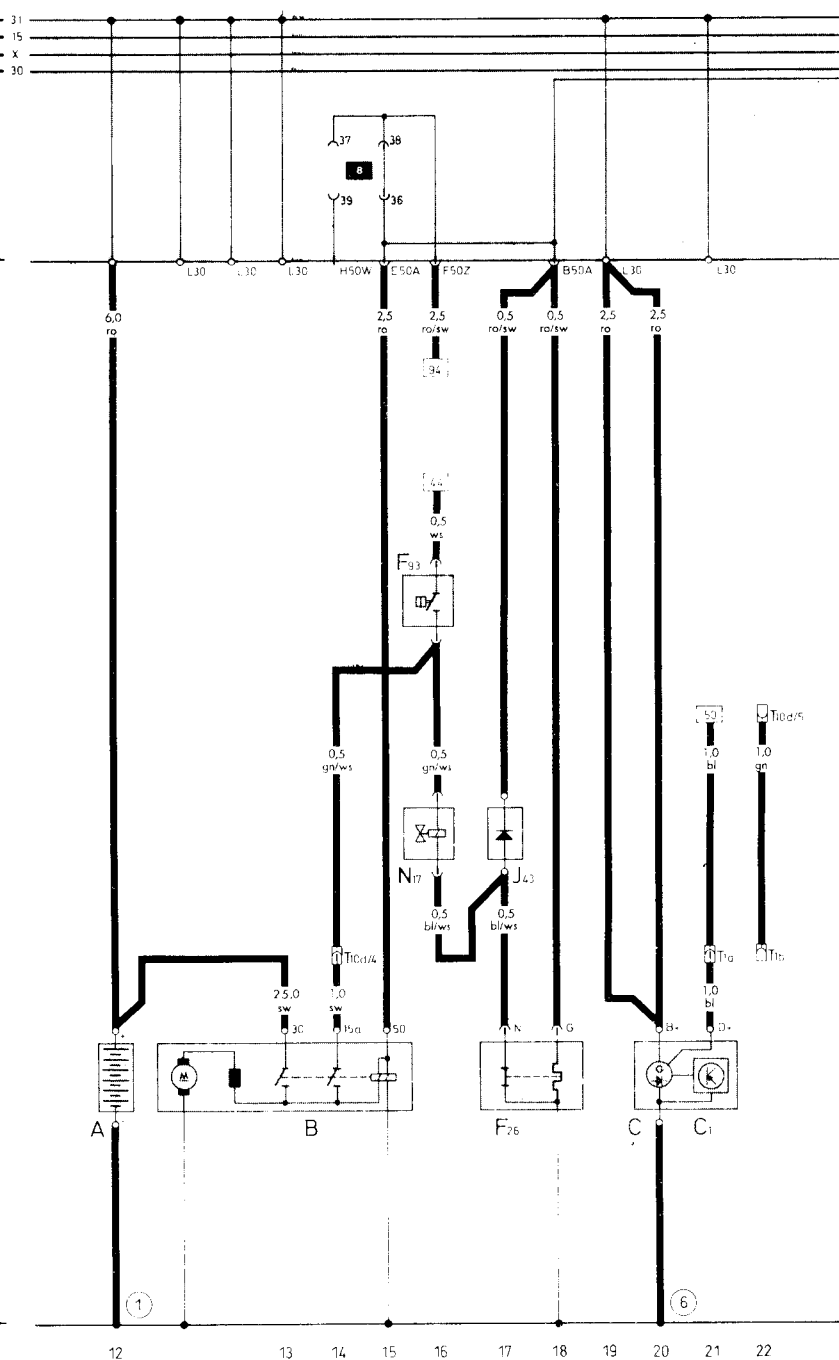 31
15
X
30
37 38
8
39 36
L30 L30 L30 H50W E50A F50Z B50A L30 L30
6,0 2,5 2,5 0,5 0,5 2,5 2,5
ro ro ro/sw ro/sw ro/sw ro ro
94
44
0,5
ws
F93
50 T10d/5
0,5 0,5 1,0 1,0
gn/ws gn/ws bl gn
N17 J43
0,5 0,5
bl/ws bl/ws
T10d/4 T1a T1b
25,0 1,0 1,0
sw sw bl
+ 30 15a 50 N G B+ D+
M G
A - B F26 C C1
1 6
12 13 14 15 16 17 18 19 20 21 22